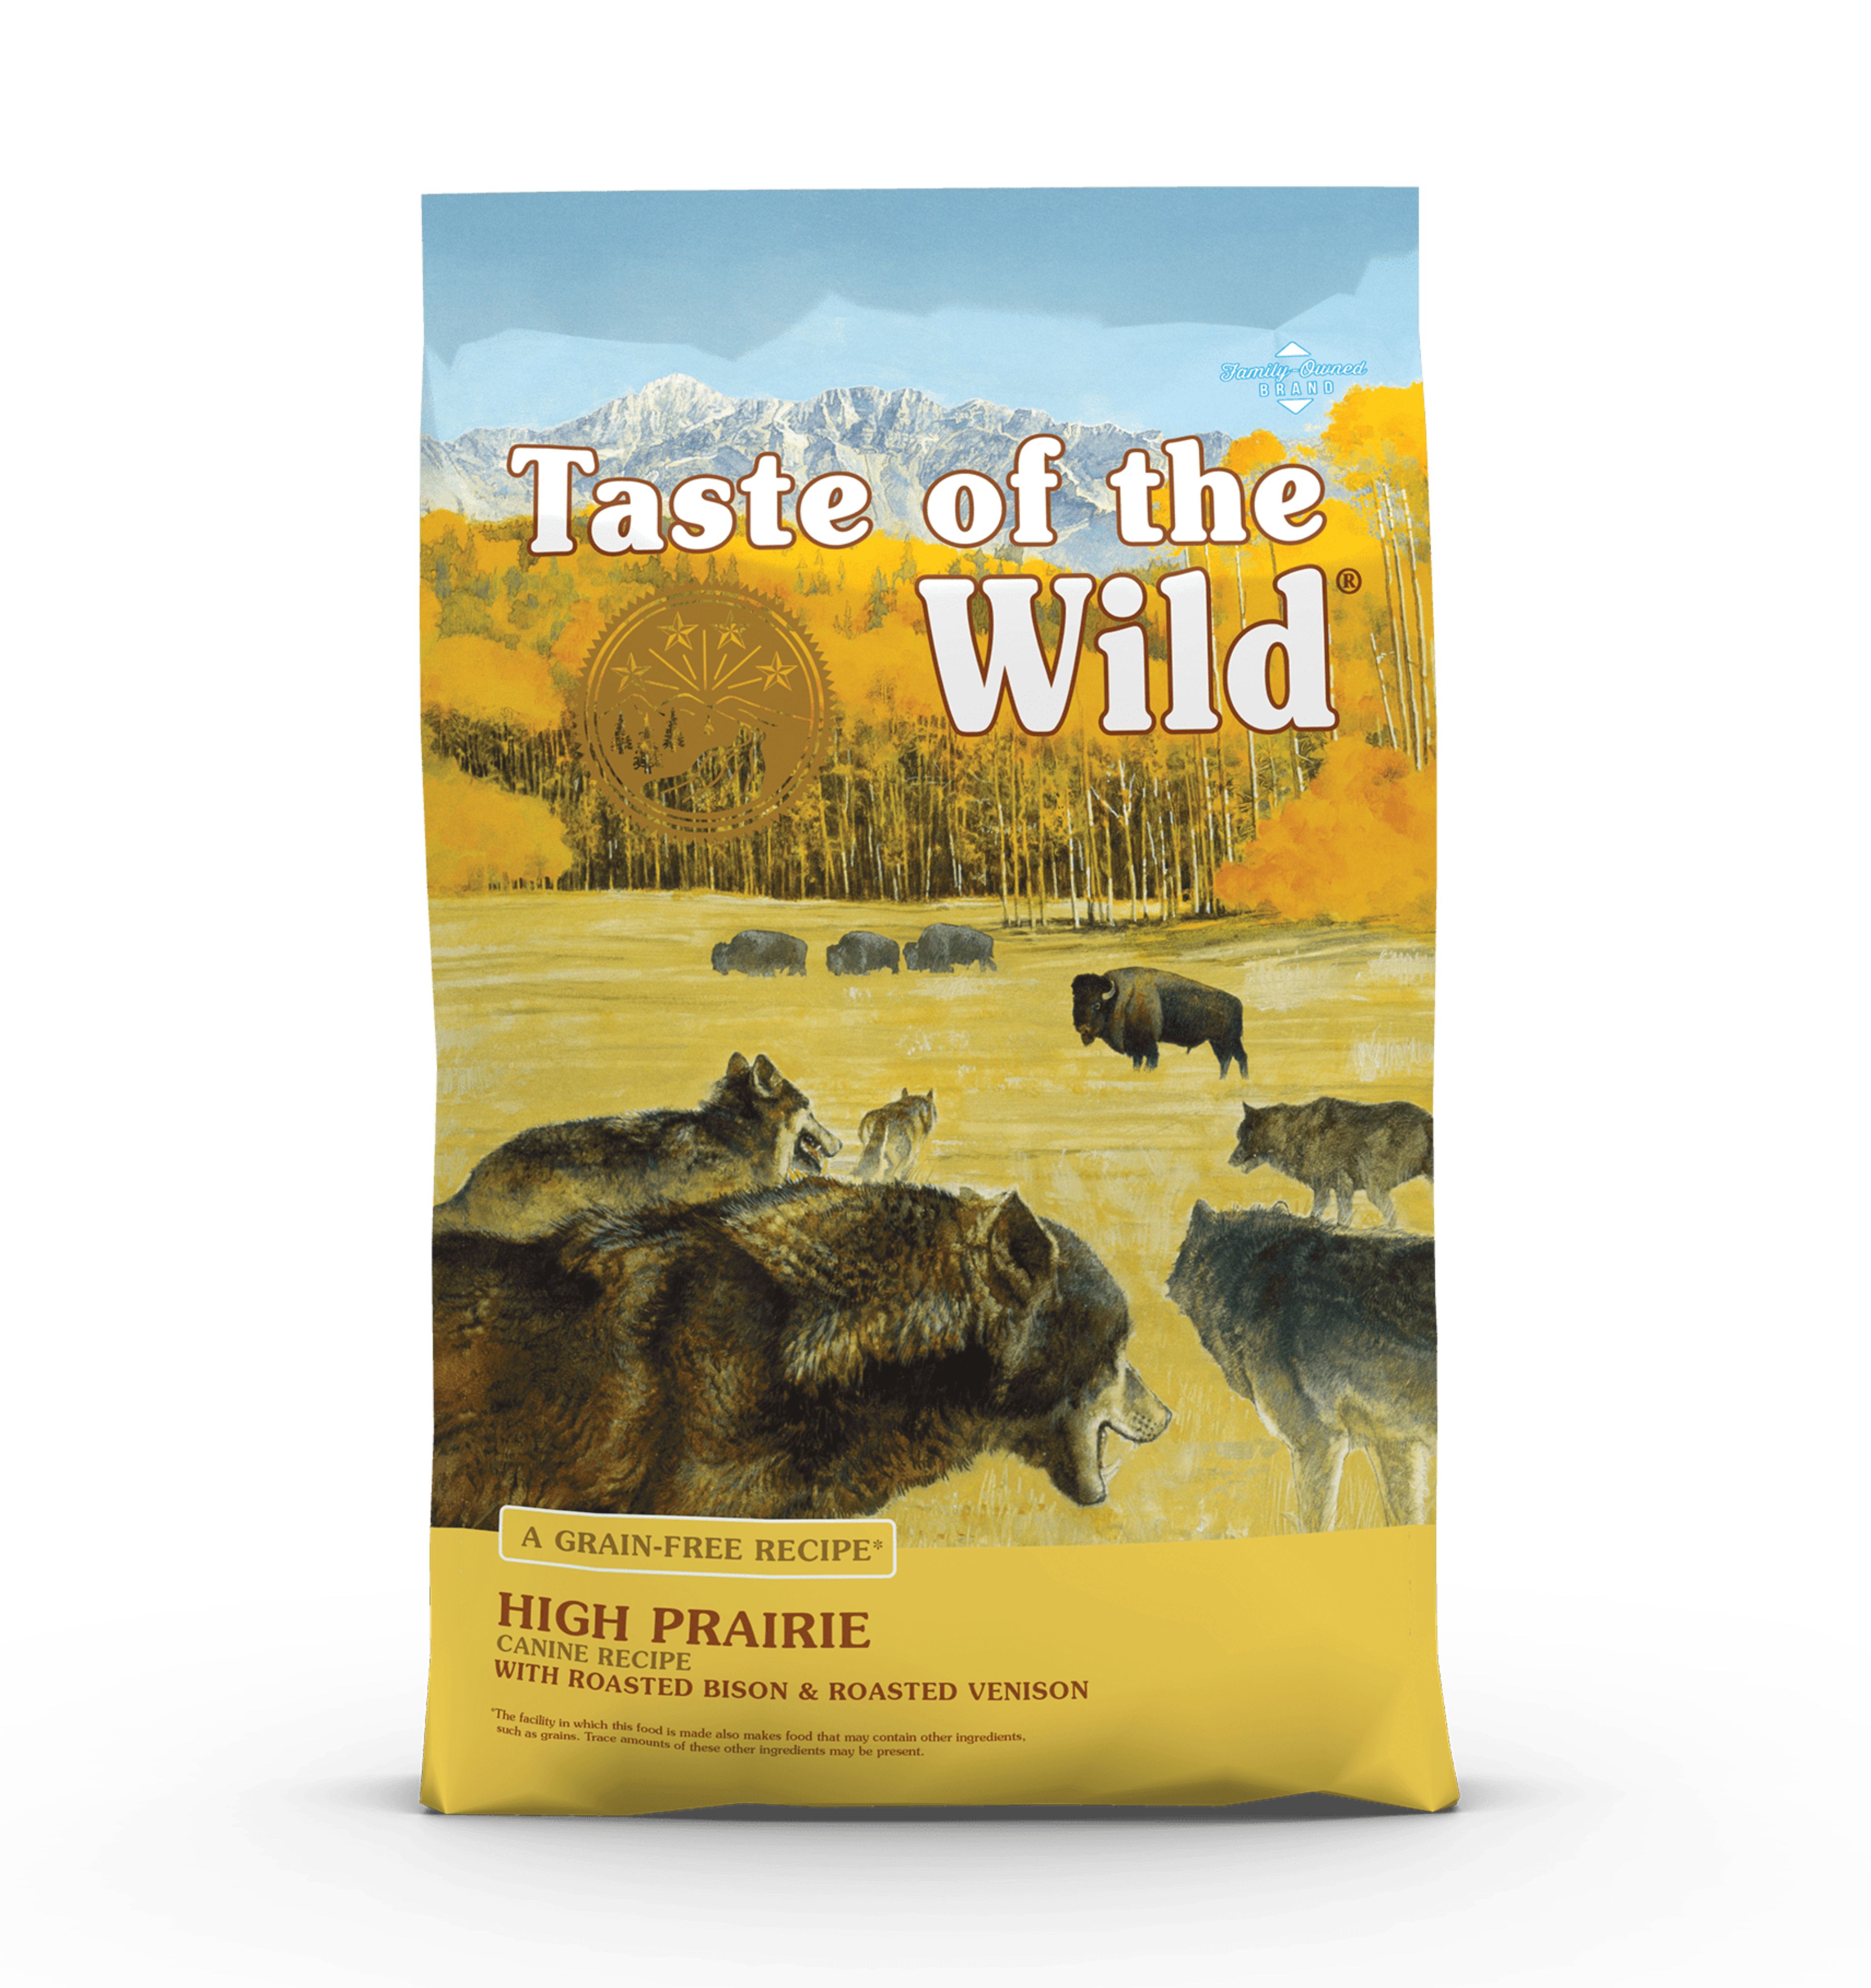 Family-Owned
BRAND
Taste of the
Wild®
A GRAIN-FREE RECIPE*
HIGH PRAIRIE
CANINE RECIPE
WITH ROASTED BISON & ROASTED VENISON
*The facility in which this food is made also makes food that may contain other ingredients,
such as grains. Trace amounts of these other ingredients may be present.